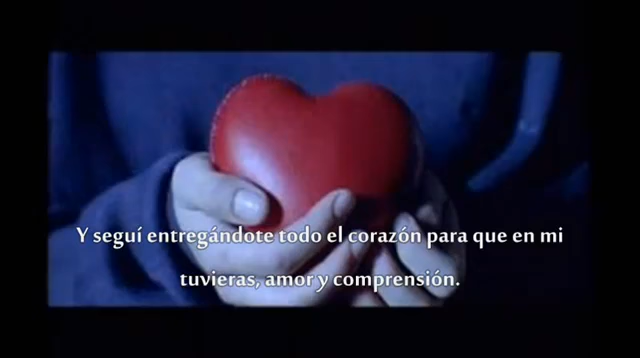 Y seguí entregándote todo el corazón para que en mi
tuvieras, amor y comprensión.